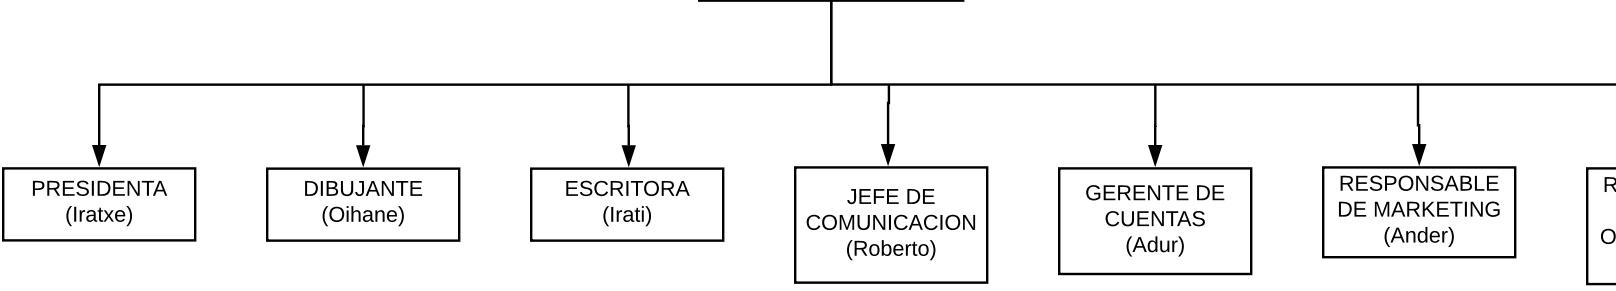 PRESIDENTA
(Iratxe)
DIBUJANTE
(Oihane)
ESCRITORA
(Irati)
JEFE DE
COMUNICACION
(Roberto)
GERENTE DE
CUENTAS
(Adur)
RESPONSABLE
DE MARKETING
(Ander)